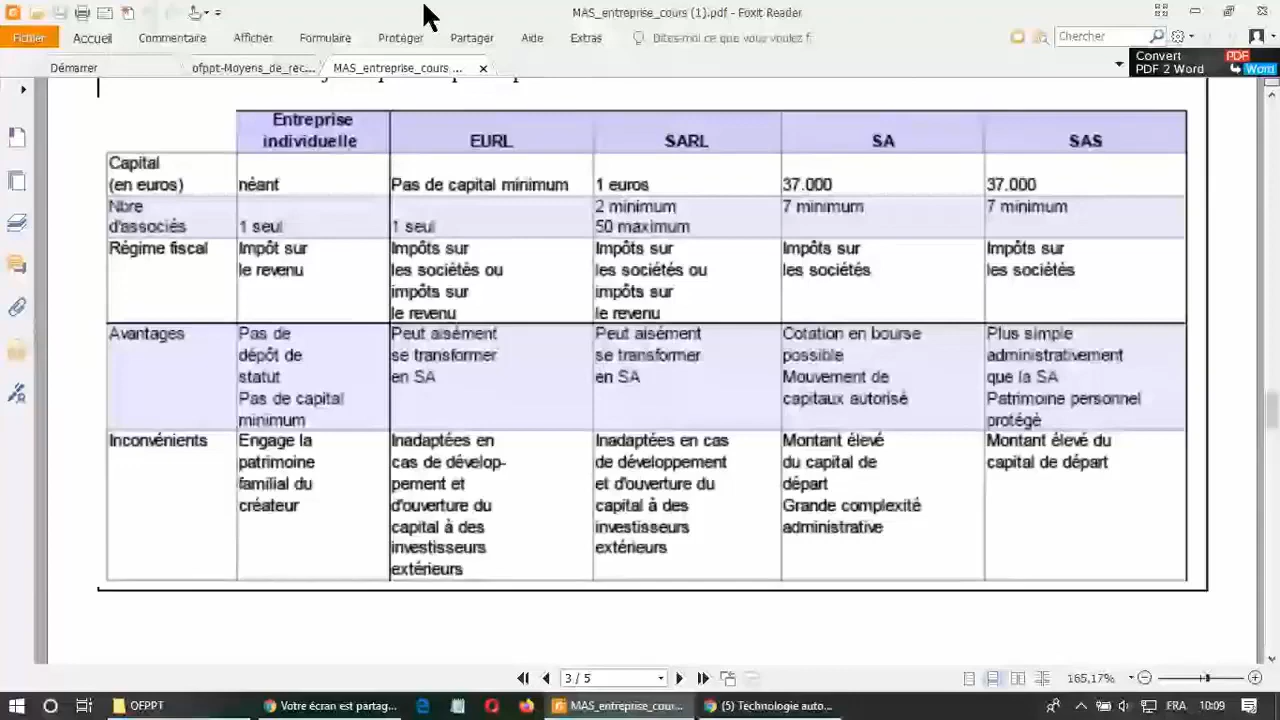 MAS_entreprise_cours (1).pdf - Foxit Reader
Fichier Accueil Commentaire Afficher Formulaire Protéger Partager Aide Extras Dites-moi ce que vous voulez f Chercher
Démarrer ofppt-Moyens_de_rec... MAS_entreprise_cours ... Convert PDF
PDF 2 Word Word
Entreprise
individuelle EURL SARL SA SAS
Capital
(en euros) néant Pas de capital minimum 1 euros 37.000 37.000
Nbre 2 minimum 7 minimum 7 minimum
d'associés 1 seul 1 seul 50 maximum
Régime fiscal Impôt sur Impôts sur Impôts sur Impôts sur Impôts sur
le revenu les sociétés ou les sociétés ou les sociétés les sociétés
impôts sur impôts sur
le revenu le revenu
Avantages Pas de Peut aisément Peut aisément Cotation en bourse Plus simple
dépôt de se transformer se transformer possible administrativement
statut en SA en SA Mouvement de que la SA
Pas de capital capitaux autorisé Patrimoine personnel
minimum protégé
Inconvénients Engage la Inadaptées en Inadaptées en cas Montant élevé Montant élevé du
patrimoine cas de dévelop- de développement du capital de capital de départ
familial du pement et et d'ouverture du départ
créateur d'ouverture du capital à des Grande complexité
capital à des investisseurs administrative
investisseurs extérieurs
extérieurs
3 / 5 165,17%
OFPPT Votre écran est partag... MAS_entreprise_cour... (5) Technologie auto... FRA 10:09